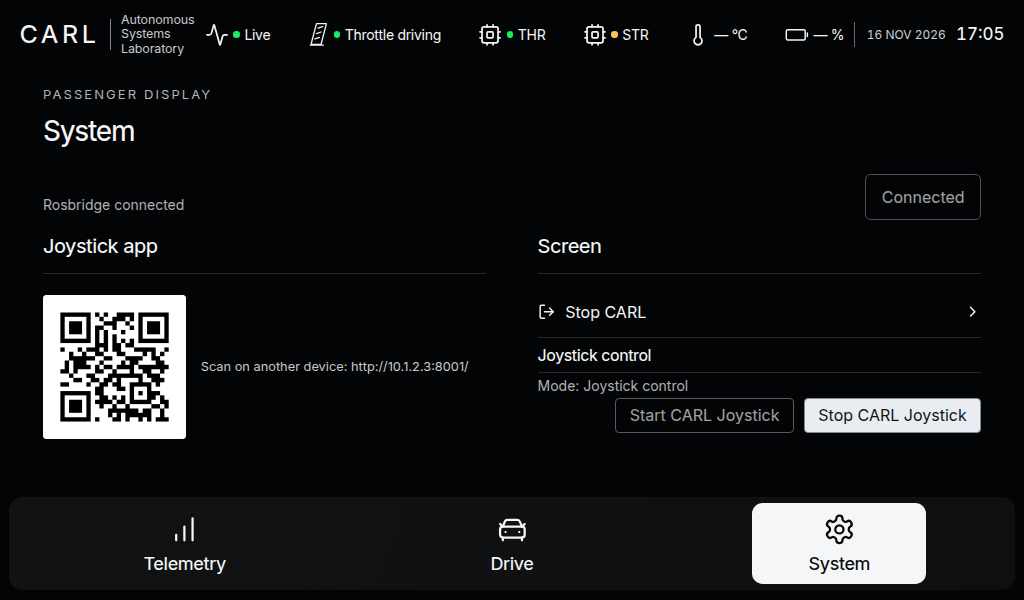 CARL
Autonomous
Systems
Laboratory
Live
Throttle driving
THR
STR
— °C
— %
16 NOV 2026
17:05
PASSENGER DISPLAY
System
Rosbridge connected
Connected
Joystick app
Scan on another device: http://10.1.2.3:8001/
Screen
Stop CARL
Joystick control
Mode: Joystick control
Start CARL Joystick
Stop CARL Joystick
Telemetry
Drive
System